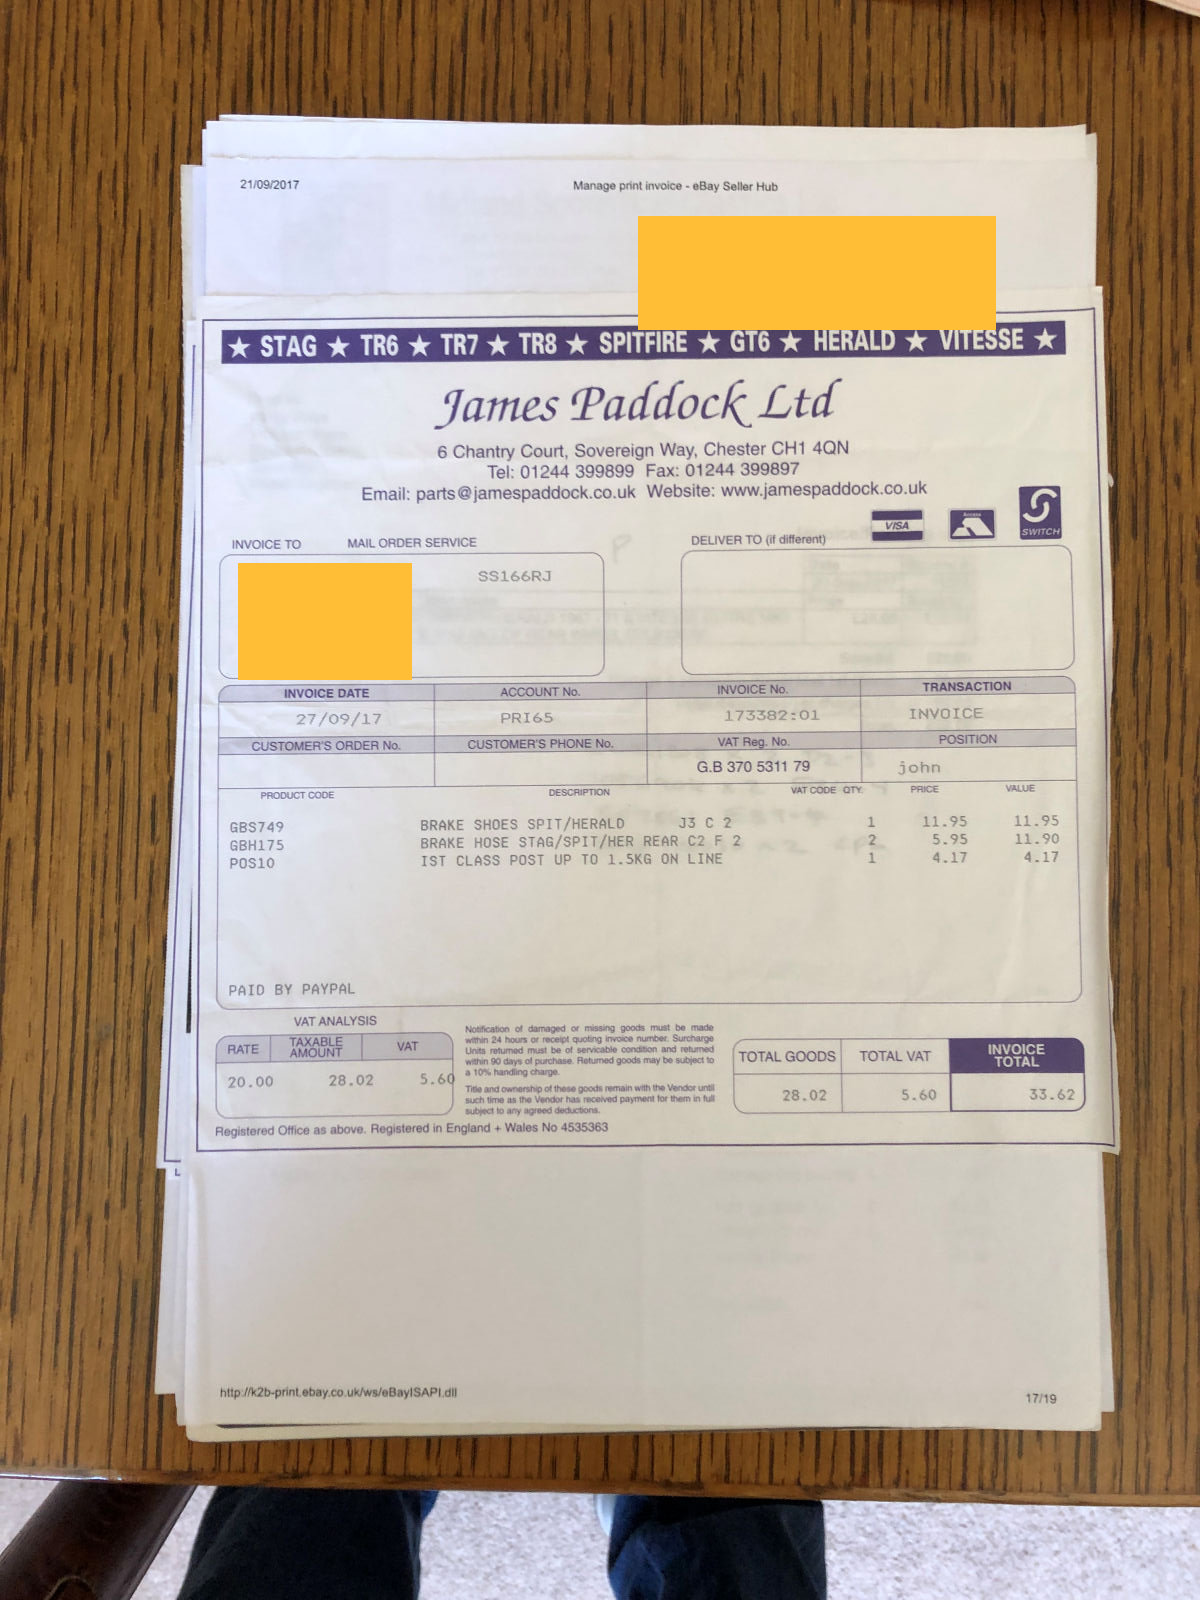 21/09/2017 Manage print invoice - eBay Seller Hub
★ STAG ★ TR6 ★ TR7 ★ TR8 ★ SPITFIRE ★ GT6 ★ HERALD ★ VITESSE ★
James Paddock Ltd
6 Chantry Court, Sovereign Way, Chester CH1 4QN
Tel: 01244 399899 Fax: 01244 399897
Email: parts@jamespaddock.co.uk Website: www.jamespaddock.co.uk
VISA Access SWITCH
INVOICE TO MAIL ORDER SERVICE DELIVER TO (if different)
SS166RJ
INVOICE DATE ACCOUNT No. INVOICE No. TRANSACTION
27/09/17 PRI65 173382:01 INVOICE
CUSTOMER'S ORDER No. CUSTOMER'S PHONE No. VAT Reg. No. POSITION
G.B 370 5311 79 john
PRODUCT CODE DESCRIPTION VAT CODE QTY. PRICE VALUE
GBS749 BRAKE SHOES SPIT/HERALD J3 C 2 1 11.95 11.95
GBH175 BRAKE HOSE STAG/SPIT/HER REAR C2 F 2 2 5.95 11.90
POS10 IST CLASS POST UP TO 1.5KG ON LINE 1 4.17 4.17
PAID BY PAYPAL
VAT ANALYSIS
RATE TAXABLE AMOUNT VAT
20.00 28.02 5.60
Notification of damaged or missing goods must be made
within 24 hours or receipt quoting invoice number. Surcharge
Units returned must be of servicable condition and returned
within 90 days of purchase. Returned goods may be subject to
a 10% handling charge.
Title and ownership of these goods remain with the Vendor until
such time as the Vendor has received payment for them in full
subject to any agreed deductions.
TOTAL GOODS TOTAL VAT INVOICE TOTAL
28.02 5.60 33.62
Registered Office as above. Registered in England + Wales No 4535363
http://k2b-print.ebay.co.uk/ws/eBayISAPI.dll 17/19